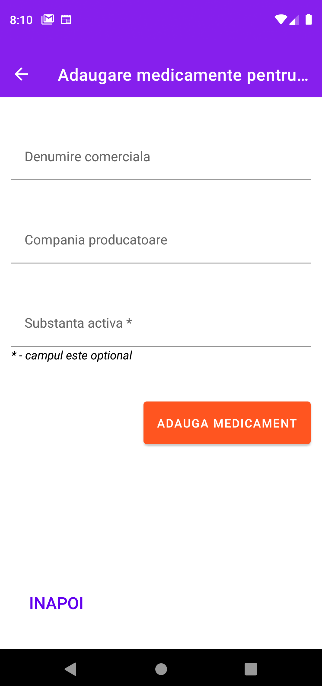 8:10
Adaugare medicamente pentru...
Denumire comerciala
Compania producatoare
Substanta activa *
* - campul este optional
ADAUGA MEDICAMENT
INAPOI